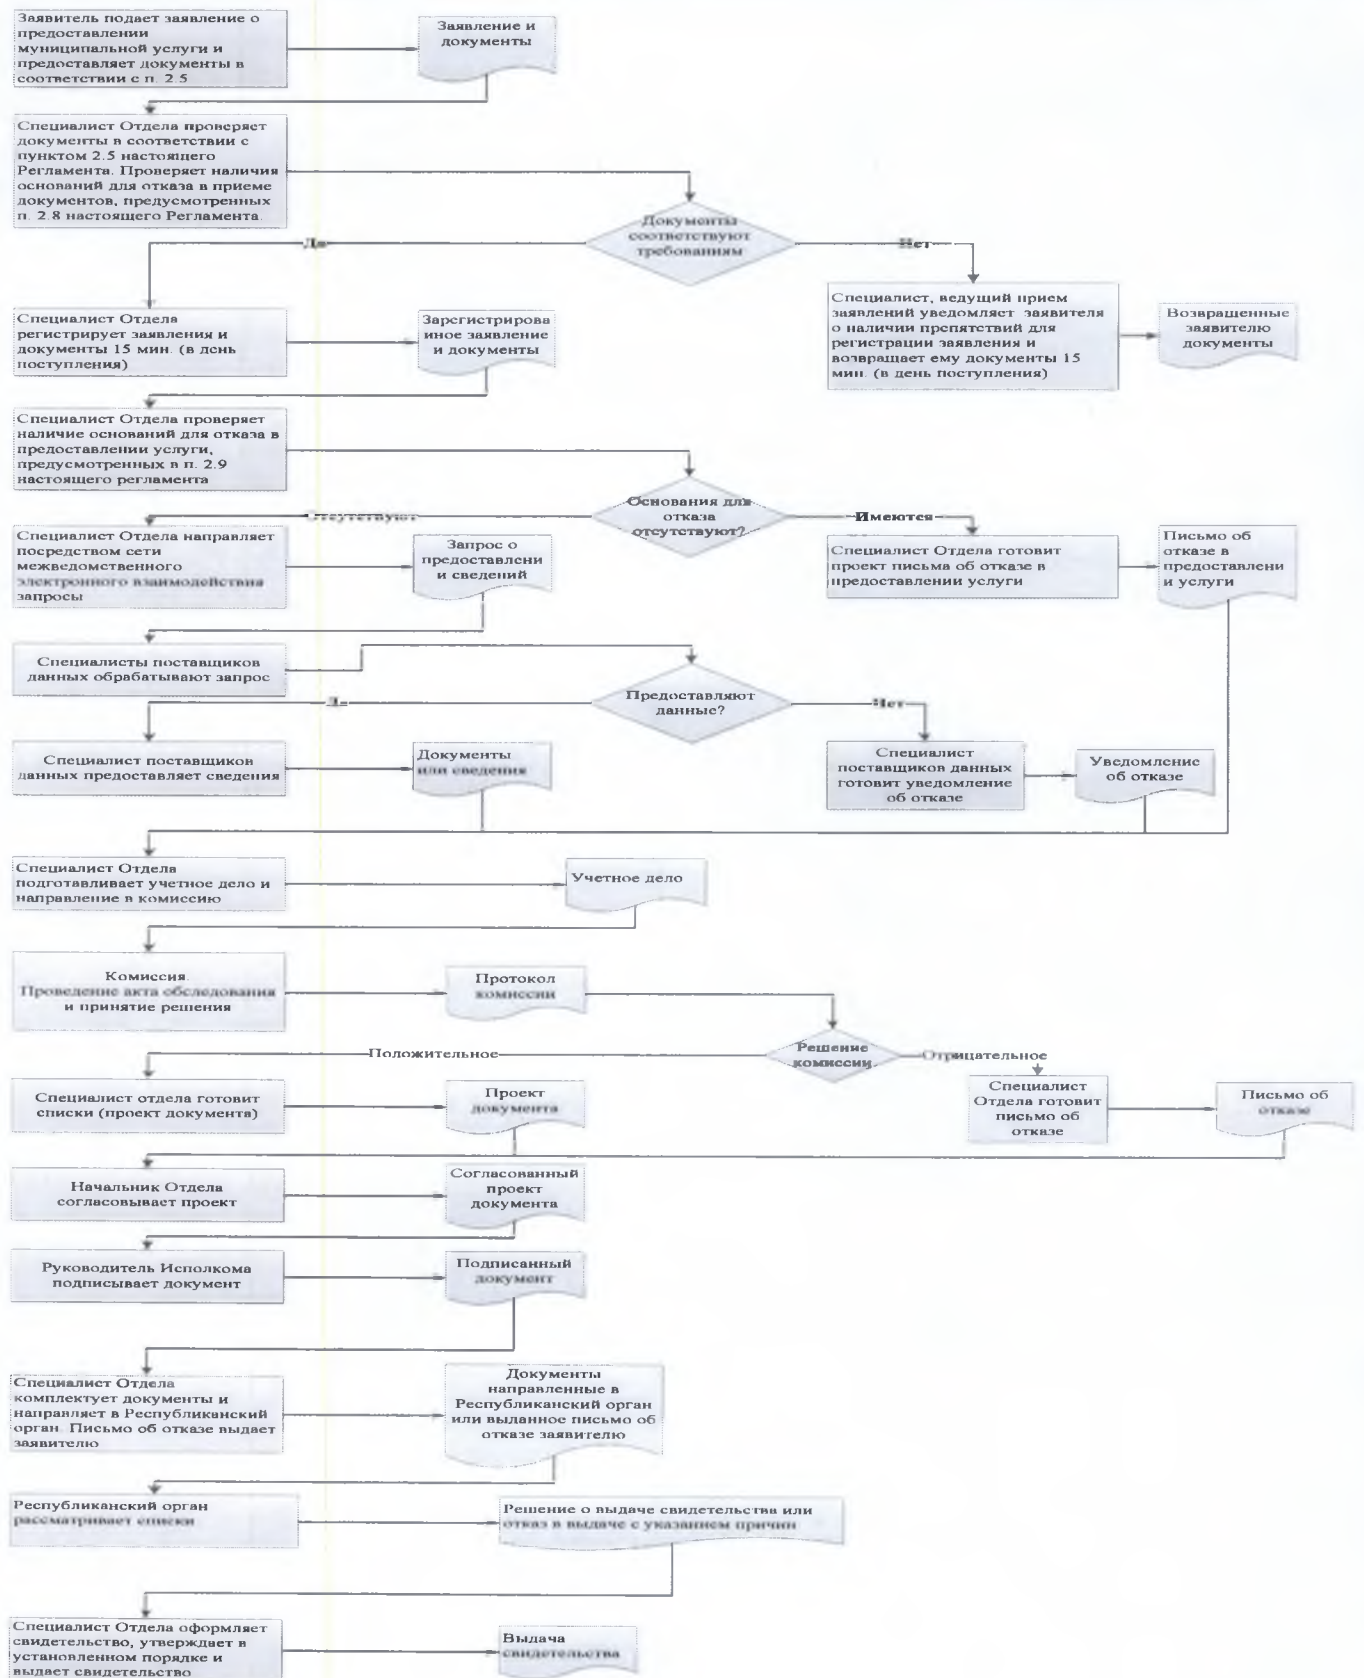 Заявитель подает заявление о
предоставлении
муниципальной услуги и
предоставляет документы в
соответствии с п. 2.5
Заявление и
документы
Специалист Отдела проверяет
документы в соответствии с
пунктом 2.5 настоящего
Регламента. Проверяет наличия
оснований для отказа в приеме
документов, предусмотренных
п. 2.8 настоящего Регламента.
Документы
соответствуют
требованиям
Да
Нет
Специалист Отдела
регистрирует заявления и
документы 15 мин. (в день
поступления)
Зарегистрирова
нное заявление
и документы
Специалист, ведущий прием
заявлений уведомляет заявителя
о наличии препятствий для
регистрации заявления и
возвращает ему документы 15
мин. (в день поступления)
Возвращенные
заявителю
документы
Специалист Отдела проверяет
наличие оснований для отказа в
предоставлении услуги,
предусмотренных в п. 2.9
настоящего регламента
Основания для
отказа
отсутствуют?
Отсутствуют
Имеются
Специалист Отдела направляет
посредством сети
межведомственного
электронного взаимодействия
запросы
Запрос о
предоставлени
и сведений
Специалист Отдела готовит
проект письма об отказе в
предоставлении услуги
Письмо об
отказе в
предоставлени
и услуги
Специалисты поставщиков
данных обрабатывают запрос
Предоставляют
данные?
Да
Нет
Специалист поставщиков
данных предоставляет сведения
Документы
или сведения
Специалист
поставщиков данных
готовит уведомление
об отказе
Уведомление
об отказе
Специалист Отдела
подготавливает учетное дело и
направление в комиссию
Учетное дело
Комиссия.
Проведение акта обследования
и принятие решения
Протокол
комиссии
Решение
комиссии
Положительное
Отрицательное
Специалист отдела готовит
списки (проект документа)
Проект
документа
Специалист
Отдела готовит
письмо об
отказе
Письмо об
отказе
Начальник Отдела
согласовывает проект
Согласованный
проект
документа
Руководитель Исполкома
подписывает документ
Подписанный
документ
Специалист Отдела
комплектует документы и
направляет в Республиканский
орган. Письмо об отказе выдает
заявителю
Документы
направленные в
Республиканский орган
или выданное письмо об
отказе заявителю
Республиканский орган
рассматривает списки
Решение о выдаче свидетельства или
отказ в выдаче с указанием причин
Специалист Отдела оформляет
свидетельство, утверждает в
установленном порядке и
выдает свидетельство
Выдача
свидетельства